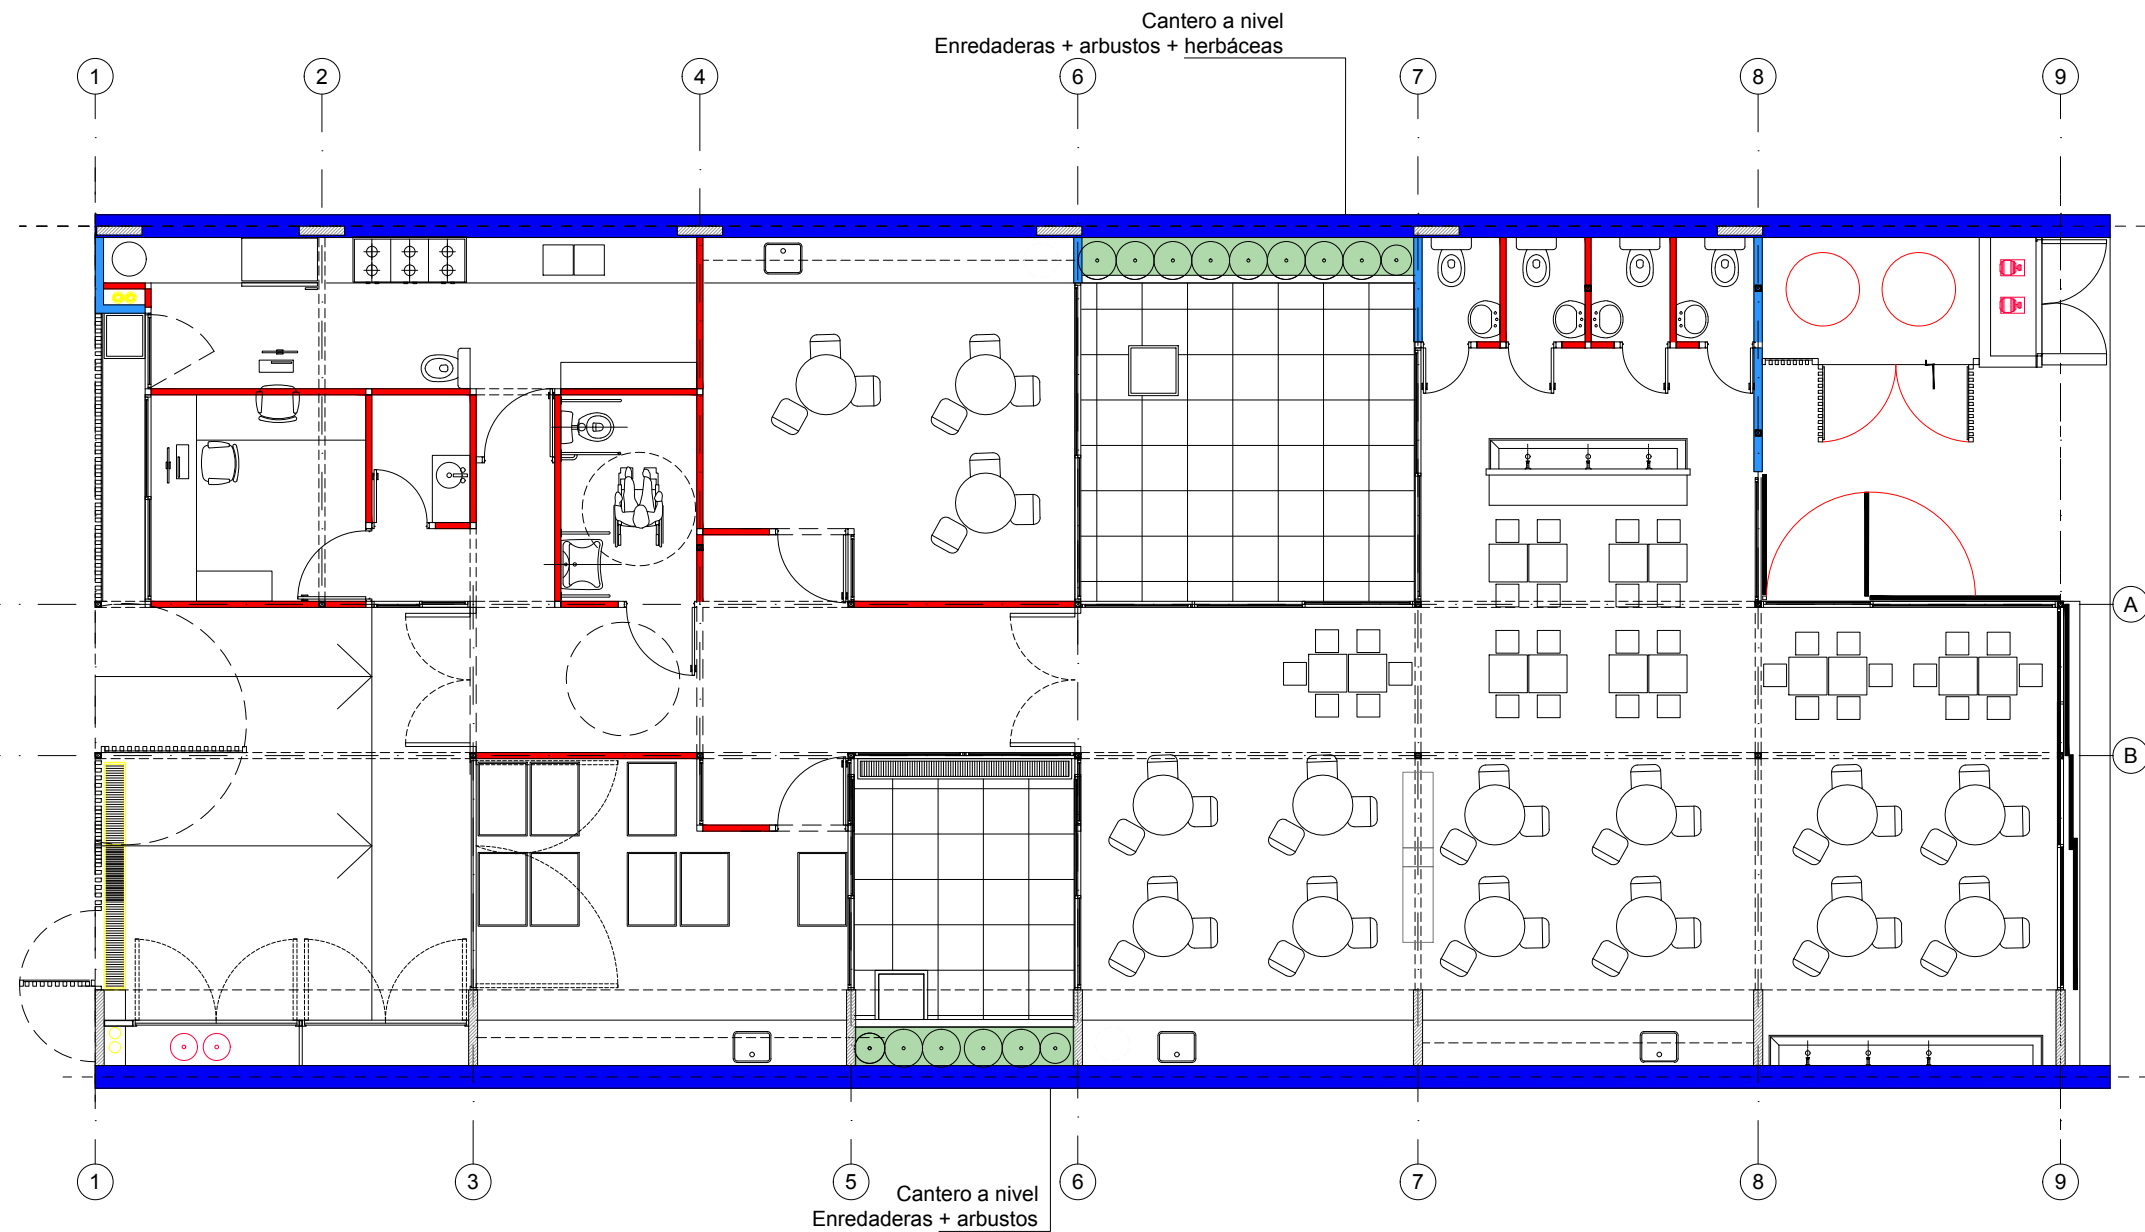 Cantero a nivel
Enredaderas + arbustos + herbáceas
1
2
4
6
7
8
9
A
B
1
3
5
6
7
8
9
Cantero a nivel
Enredaderas + arbustos